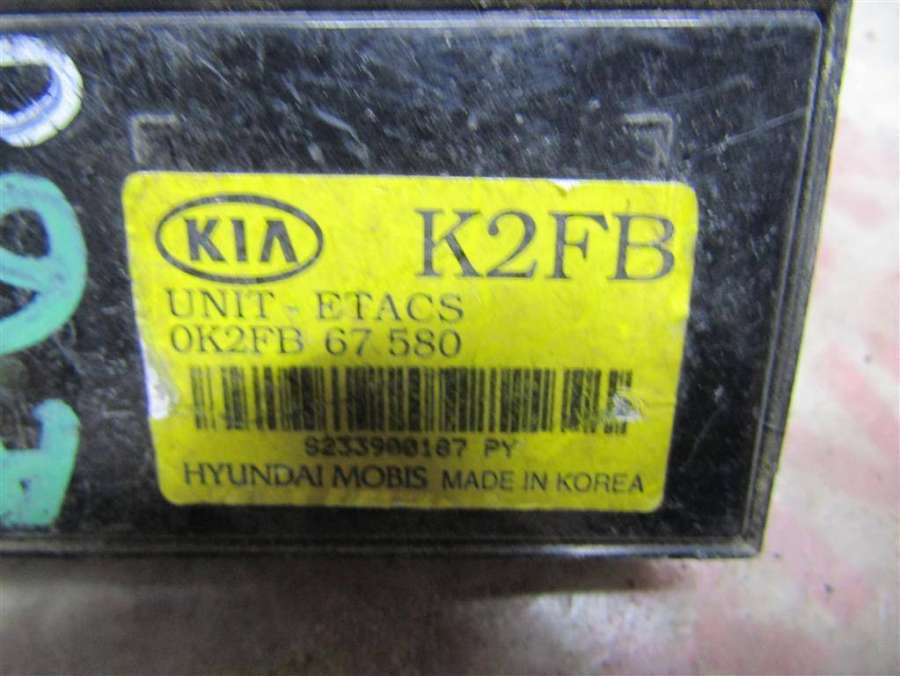 KIA K2FB
UNIT - ETACS
0K2FB 67 580
S233900187 PY
HYUNDAI MOBIS MADE IN KOREA